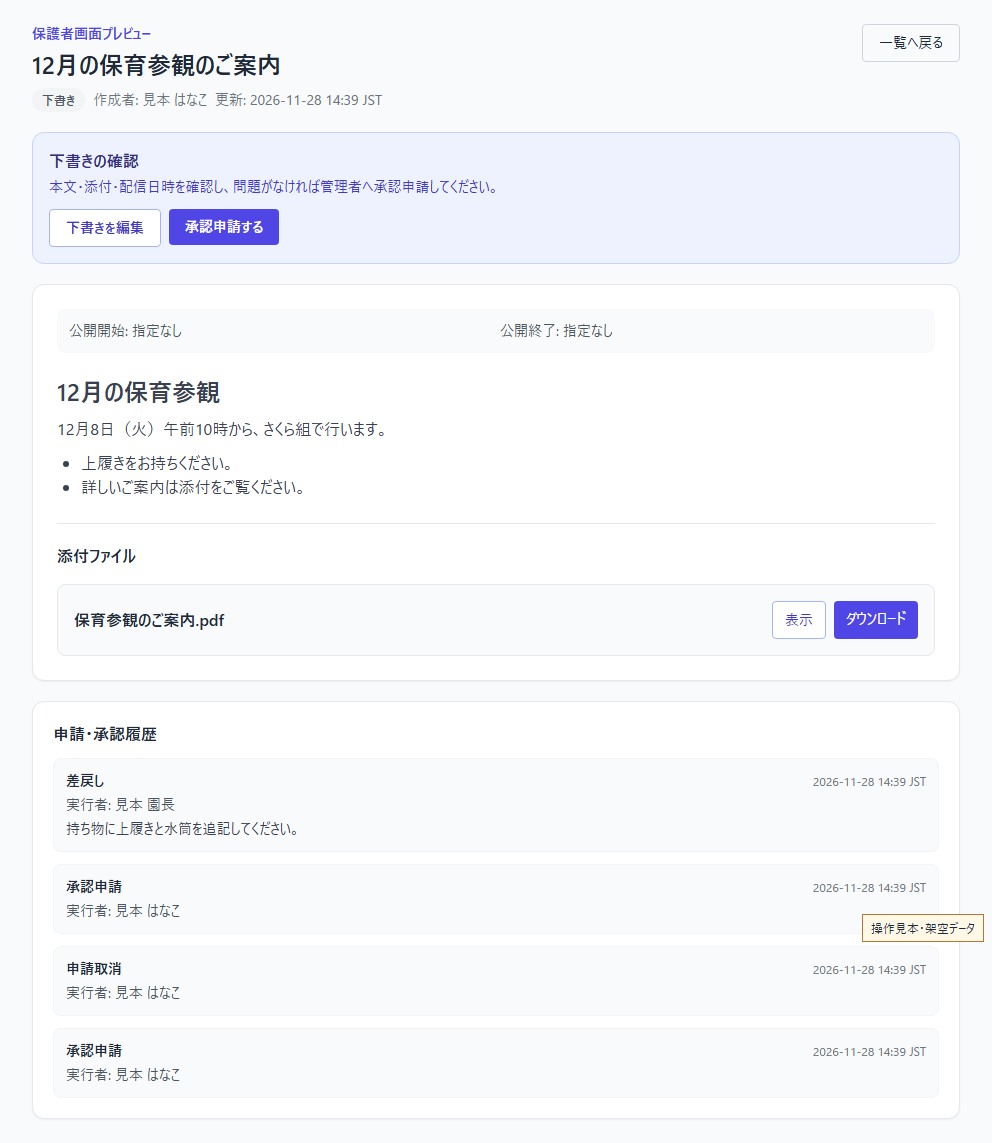 保護者画面プレビュー
一覧へ戻る
12月の保育参観のご案内
下書き 作成者: 見本 はなこ 更新: 2026-11-28 14:39 JST
下書きの確認
本文・添付・配信日時を確認し、問題がなければ管理者へ承認申請してください。
下書きを編集 承認申請する
公開開始: 指定なし 公開終了: 指定なし
12月の保育参観
12月8日（火）午前10時から、さくら組で行います。
上履きをお持ちください。
詳しいご案内は添付をご覧ください。
添付ファイル
保育参観のご案内.pdf 表示 ダウンロード
申請・承認履歴
差戻し 2026-11-28 14:39 JST
実行者: 見本 園長
持ち物に上履きと水筒を追記してください。
承認申請 2026-11-28 14:39 JST
実行者: 見本 はなこ
操作見本・架空データ
申請取消 2026-11-28 14:39 JST
実行者: 見本 はなこ
承認申請 2026-11-28 14:39 JST
実行者: 見本 はなこ